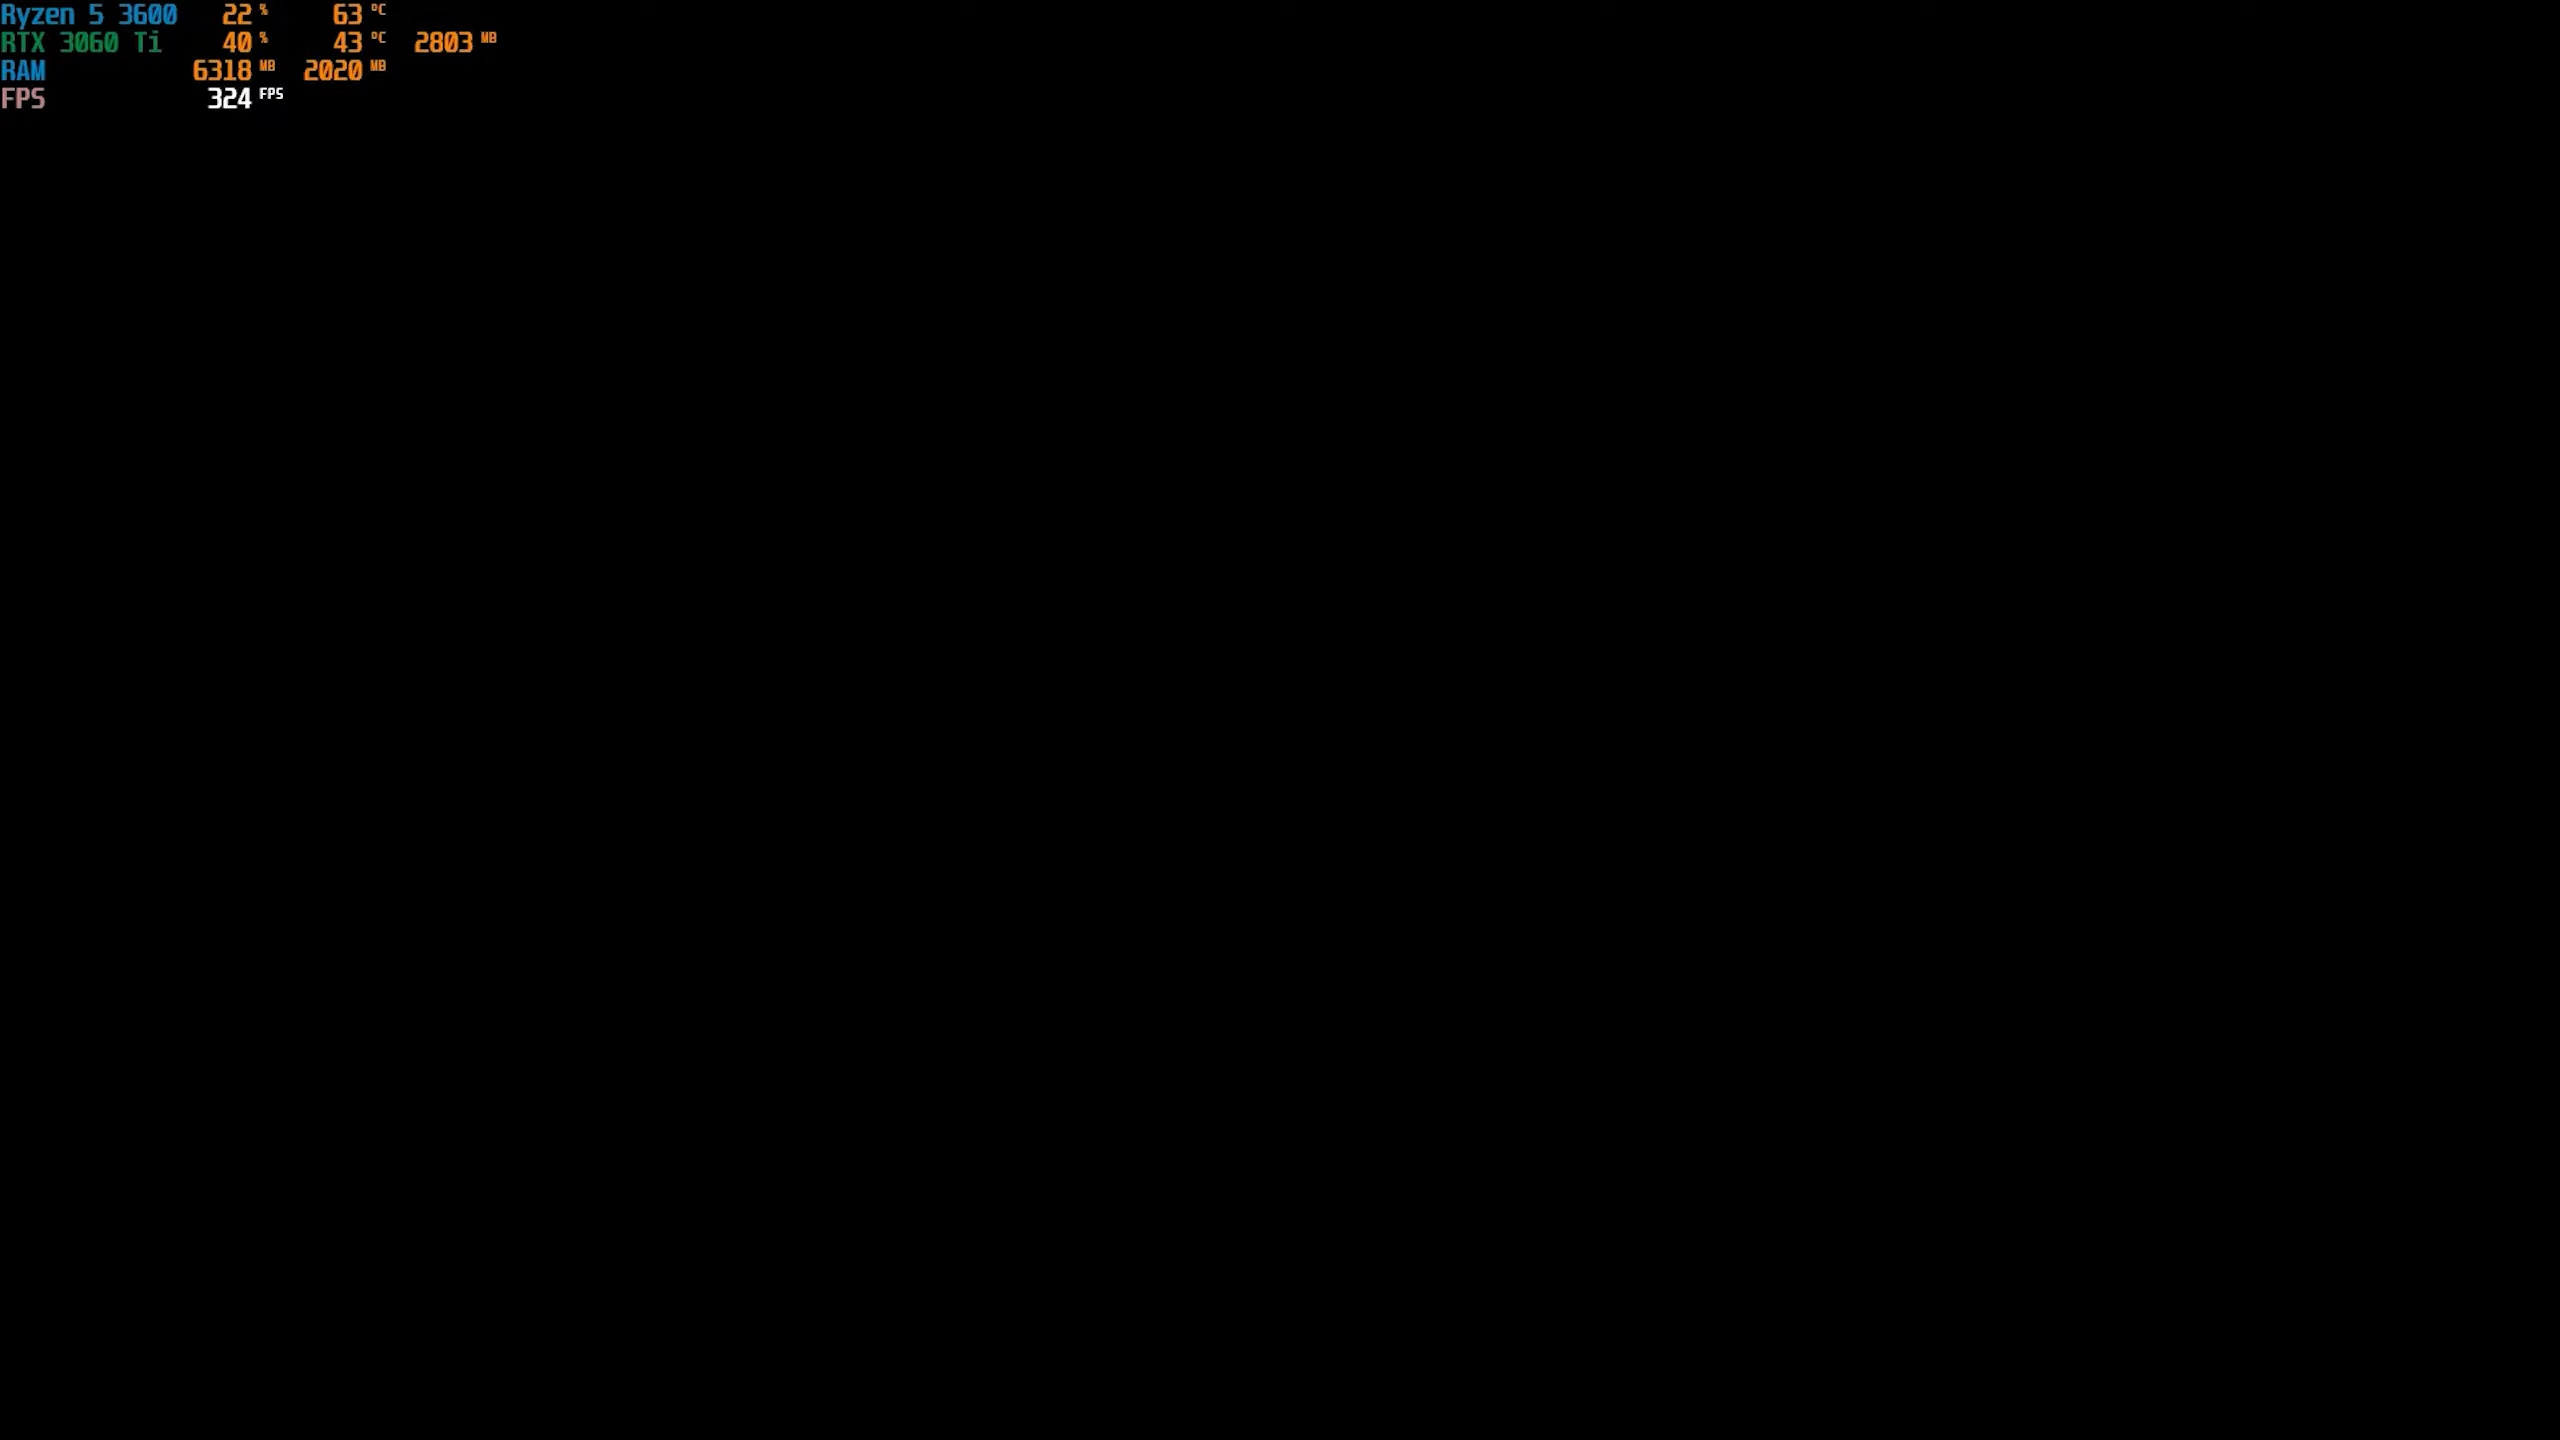 Ryzen 5 3600 22 % 63 °C
RTX 3060 Ti 40 % 43 °C 2803 MB
RAM 6318 MB 2020 MB
FPS 324 FPS